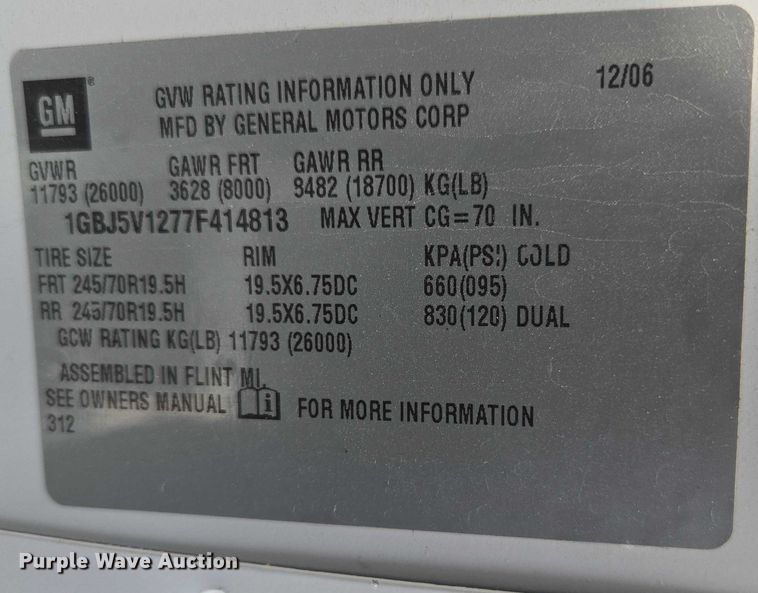 GM®
GVW RATING INFORMATION ONLY 12/06
MFD BY GENERAL MOTORS CORP
GVWR GAWR FRT GAWR RR
11793 (26000) 3628 (8000) 8482 (18700) KG(LB)
1GBJ5V1277F414813 MAX VERT CG=70 IN.
TIRE SIZE RIM KPA(PSI) COLD
FRT 245/70R19.5H 19.5X6.75DC 660(095)
RR 245/70R19.5H 19.5X6.75DC 830(120) DUAL
GCW RATING KG(LB) 11793 (26000)
ASSEMBLED IN FLINT MI.
SEE OWNERS MANUAL i FOR MORE INFORMATION
312
Purple Wave Auction